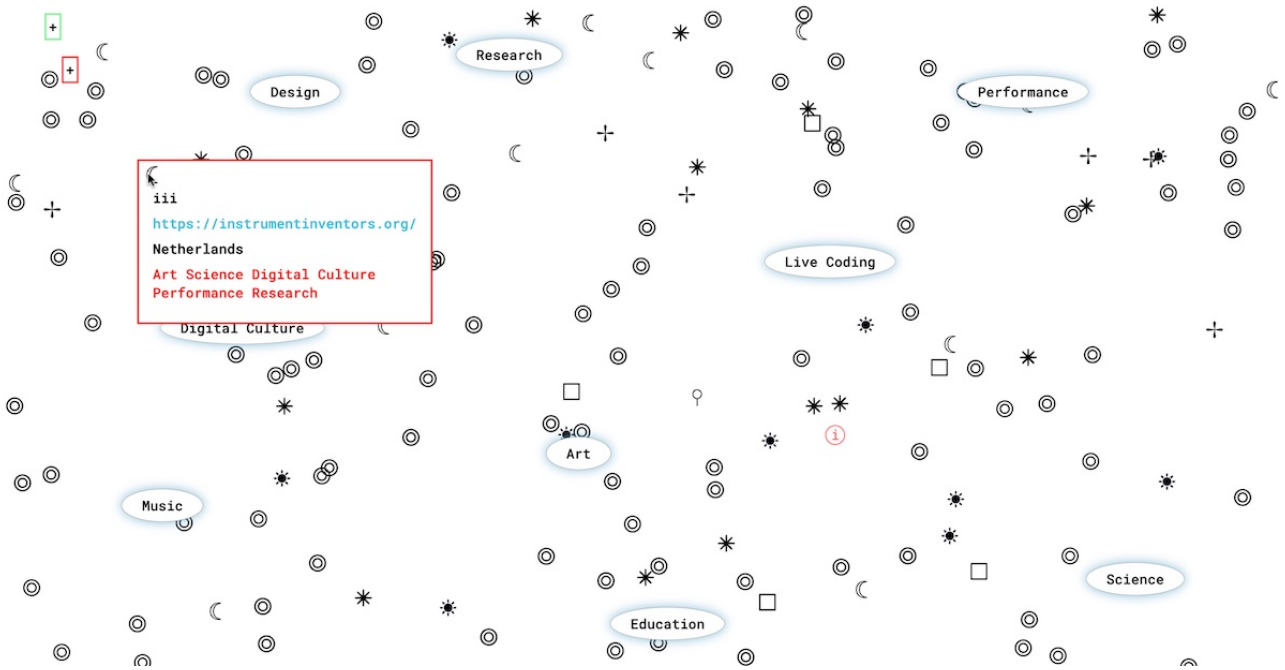 +
Research
+
Design
Performance
iii
https://instrumentinventors.org/
Netherlands
Art Science Digital Culture
Performance Research
Live Coding
Digital Culture
i
Art
Music
Science
Education